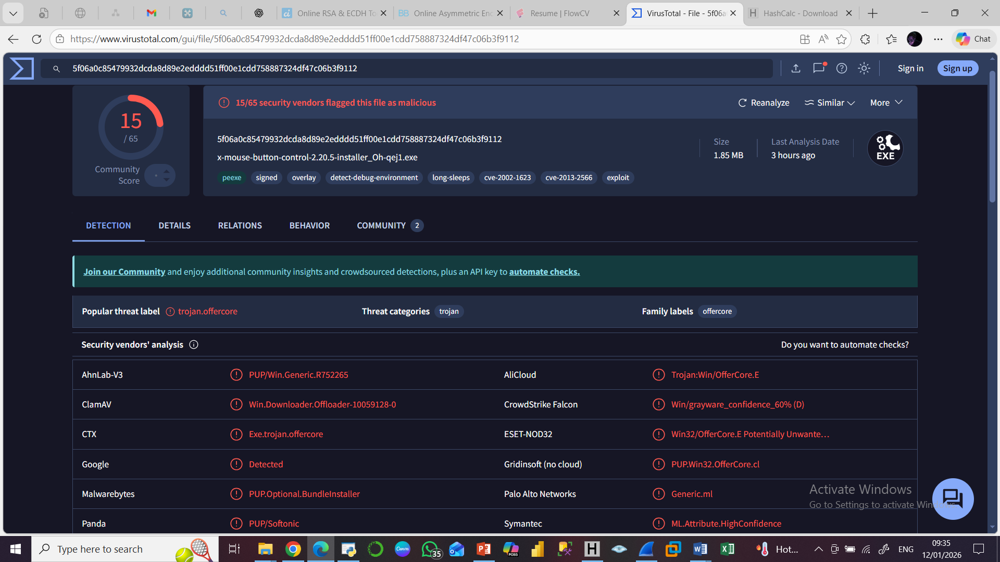 Online RSA & ECDH To
Online Asymmetric Enc
Resume | FlowCV
VirusTotal - File - 5f06a
HashCalc - Download
https://www.virustotal.com/gui/file/5f06a0c85479932dcda8d89e2edddd51ff00e1cdd758887324df47c06b3f9112
Chat
5f06a0c85479932dcda8d89e2edddd51ff00e1cdd758887324df47c06b3f9112
Sign in
Sign up
15
/ 65
Community
Score
15/65 security vendors flagged this file as malicious
Reanalyze
Similar
More
5f06a0c85479932dcda8d89e2edddd51ff00e1cdd758887324df47c06b3f9112
x-mouse-button-control-2.20.5-installer_Oh-qej1.exe
peexe
signed
overlay
detect-debug-environment
long-sleeps
cve-2002-1623
cve-2013-2566
exploit
Size
1.85 MB
Last Analysis Date
3 hours ago
EXE
DETECTION
DETAILS
RELATIONS
BEHAVIOR
COMMUNITY 2
Join our Community and enjoy additional community insights and crowdsourced detections, plus an API key to automate checks.
Popular threat label trojan.offercore
Threat categories trojan
Family labels offercore
Security vendors' analysis
Do you want to automate checks?
AhnLab-V3 PUP/Win.Generic.R752265
AliCloud Trojan:Win/OfferCore.E
ClamAV Win.Downloader.Offloader-10059128-0
CrowdStrike Falcon Win/grayware_confidence_60% (D)
CTX Exe.trojan.offercore
ESET-NOD32 Win32/OfferCore.E Potentially Unwante...
Google Detected
Gridinsoft (no cloud) PUP.Win32.OfferCore.cl
Malwarebytes PUP.Optional.BundleInstaller
Palo Alto Networks Generic.ml
Panda PUP/Softonic
Symantec ML.Attribute.HighConfidence
Activate Windows
Go to Settings to activate Windows.
Type here to search
Canva
35
M365
Hot...
ENG
09:35
12/01/2026